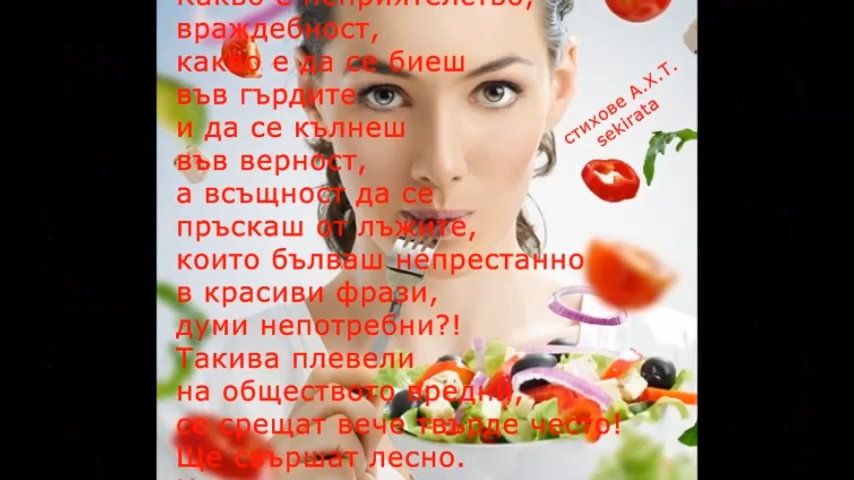 Какво е неприятелство,
враждебност,
какво е да се биеш
във гърдите
и да се кълнеш
във верност,
а всъщност да се
пръскаш от лъжите,
които бълваш непрестанно
в красиви фрази,
думи непотребни?!
Такива плевели
на обществото вредни,
се срещат вече твърде често!
Ще свършат лесно.
стихове А.Х.Т.
sekirata